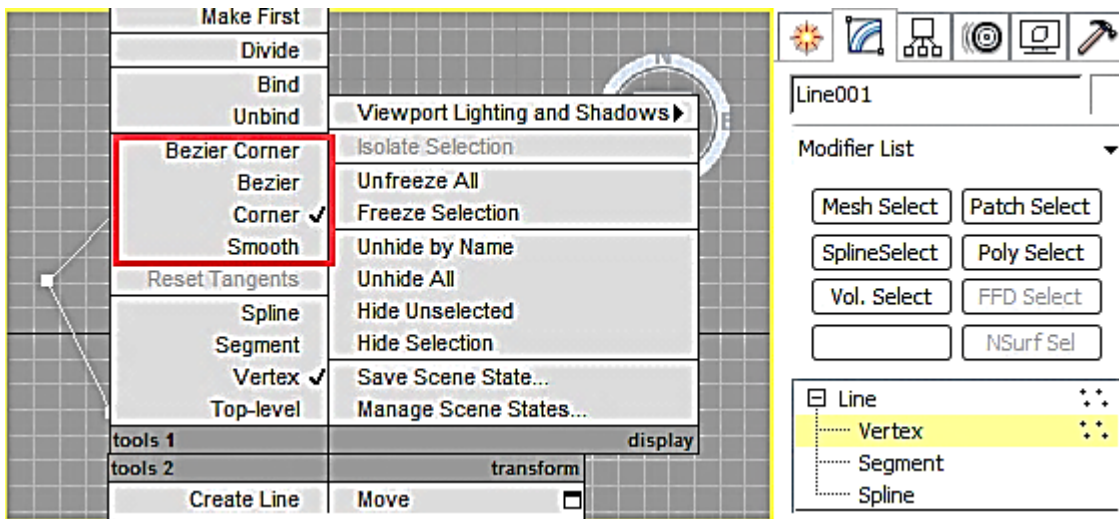 Make First
Divide
Bind
Unbind
Bezier Corner
Bezier
Corner
Smooth
Reset Tangents
Spline
Segment
Vertex
Top-level
tools 1
tools 2
Create Line
N
E
Viewport Lighting and Shadows
Isolate Selection
Unfreeze All
Freeze Selection
Unhide by Name
Unhide All
Hide Unselected
Hide Selection
Save Scene State...
Manage Scene States...
display
transform
Move
Line001
Modifier List
Mesh Select Patch Select
SplineSelect Poly Select
Vol. Select FFD Select
NSurf Sel
Line
Vertex
Segment
Spline